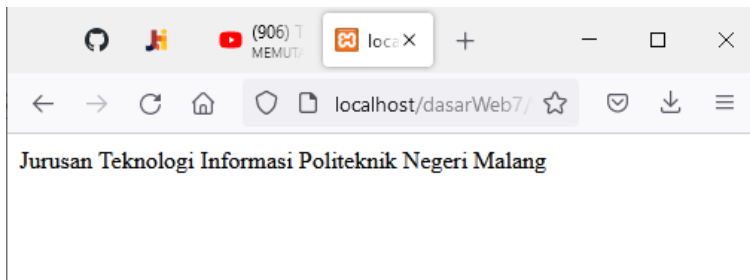 (906) T
MEMUT
loca
localhost/dasarWeb7/
Jurusan Teknologi Informasi Politeknik Negeri Malang